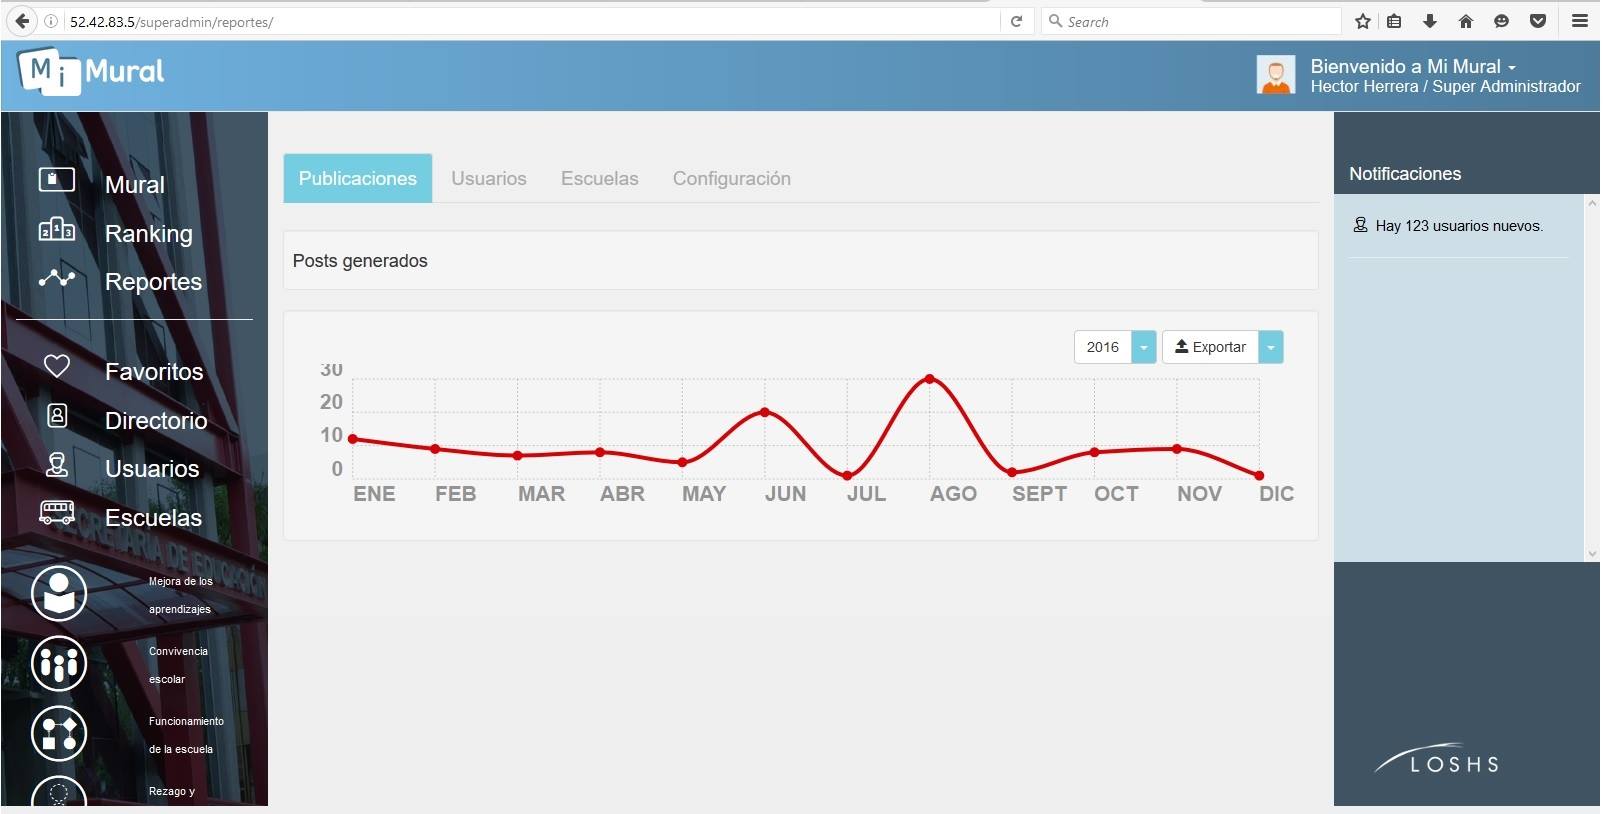 52.42.83.5/superadmin/reportes/
Search
Mi Mural
Bienvenido a Mi Mural
Hector Herrera / Super Administrador
Mural
Ranking
Reportes
Favoritos
Directorio
Usuarios
Escuelas
SECRETARÍA DE EDUCACIÓN
Mejora de los
aprendizajes
Convivencia
escolar
Funcionamiento
de la escuela
Rezago y
Publicaciones Usuarios Escuelas Configuración
Posts generados
2016 Exportar
30
20
10
0
ENE FEB MAR ABR MAY JUN JUL AGO SEPT OCT NOV DIC
Notificaciones
Hay 123 usuarios nuevos.
LOSHS